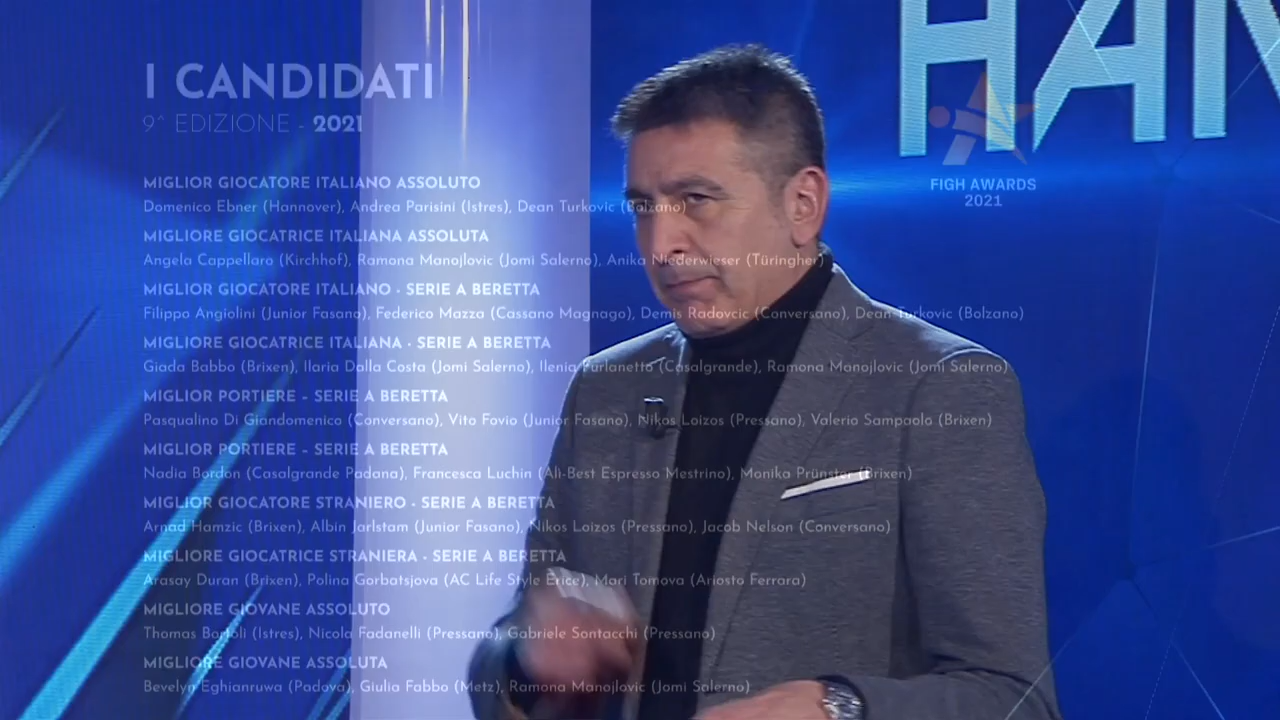 HAN
I CANDIDATI
9^ EDIZIONE - 2021
FIGH AWARDS
2021
MIGLIOR GIOCATORE ITALIANO ASSOLUTO
Domenico Ebner (Hannover), Andrea Parisini (Istres), Dean Turkovic (Bolzano)
MIGLIORE GIOCATRICE ITALIANA ASSOLUTA
Angela Cappellaro (Kirchhof), Ramona Manojlovic (Jomi Salerno), Anika Niederwieser (Türingher)
MIGLIOR GIOCATORE ITALIANO - SERIE A BERETTA
Filippo Angiolini (Junior Fasano), Federico Mazza (Cassano Magnago), Demis Radovcic (Conversano), Dean Turkovic (Bolzano)
MIGLIORE GIOCATRICE ITALIANA - SERIE A BERETTA
Giada Babbo (Brixen), Ilaria Dalla Costa (Jomi Salerno), Ilenia Furlanetto (Casalgrande), Ramona Manojlovic (Jomi Salerno)
MIGLIOR PORTIERE – SERIE A BERETTA
Pasqualino Di Giandomenico (Conversano), Vito Fovio (Junior Fasano), Nikos Loizos (Pressano), Valerio Sampaolo (Brixen)
MIGLIOR PORTIERE – SERIE A BERETTA
Nadia Bordon (Casalgrande Padana), Francesca Luchin (Ali-Best Espresso Mestrino), Monika Prünster (Brixen)
MIGLIOR GIOCATORE STRANIERO - SERIE A BERETTA
Arnad Hamzic (Brixen), Albin Jarlstam (Junior Fasano), Nikos Loizos (Pressano), Jacob Nelson (Conversano)
MIGLIORE GIOCATRICE STRANIERA - SERIE A BERETTA
Arasay Duran (Brixen), Polina Gorbatsjova (AC Life Style Erice), Mari Tomova (Ariosto Ferrara)
MIGLIORE GIOVANE ASSOLUTO
Thomas Bortoli (Istres), Nicola Fadanelli (Pressano), Gabriele Sontacchi (Pressano)
MIGLIORE GIOVANE ASSOLUTA
Bevelyn Eghianruwa (Padova), Giulia Fabbo (Metz), Ramona Manojlovic (Jomi Salerno)